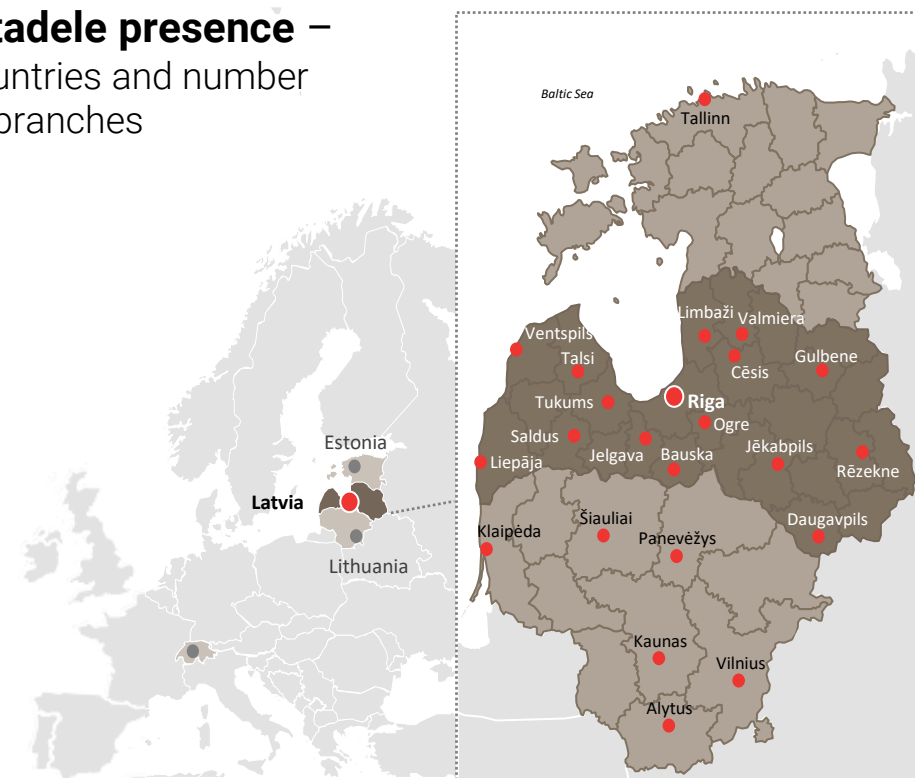 tadele presence –
untries and number
branches
Baltic Sea
Tallinn
Limbaži
Valmiera
Ventspils
Talsi
Gulbene
Cēsis
Tukums
Riga
Ogre
Saldus
Jelgava
Bauska
Jēkabpils
Liepāja
Rēzekne
Daugavpils
Klaipėda
Šiauliai
Panevėžys
Kaunas
Vilnius
Alytus
Estonia
Latvia
Lithuania